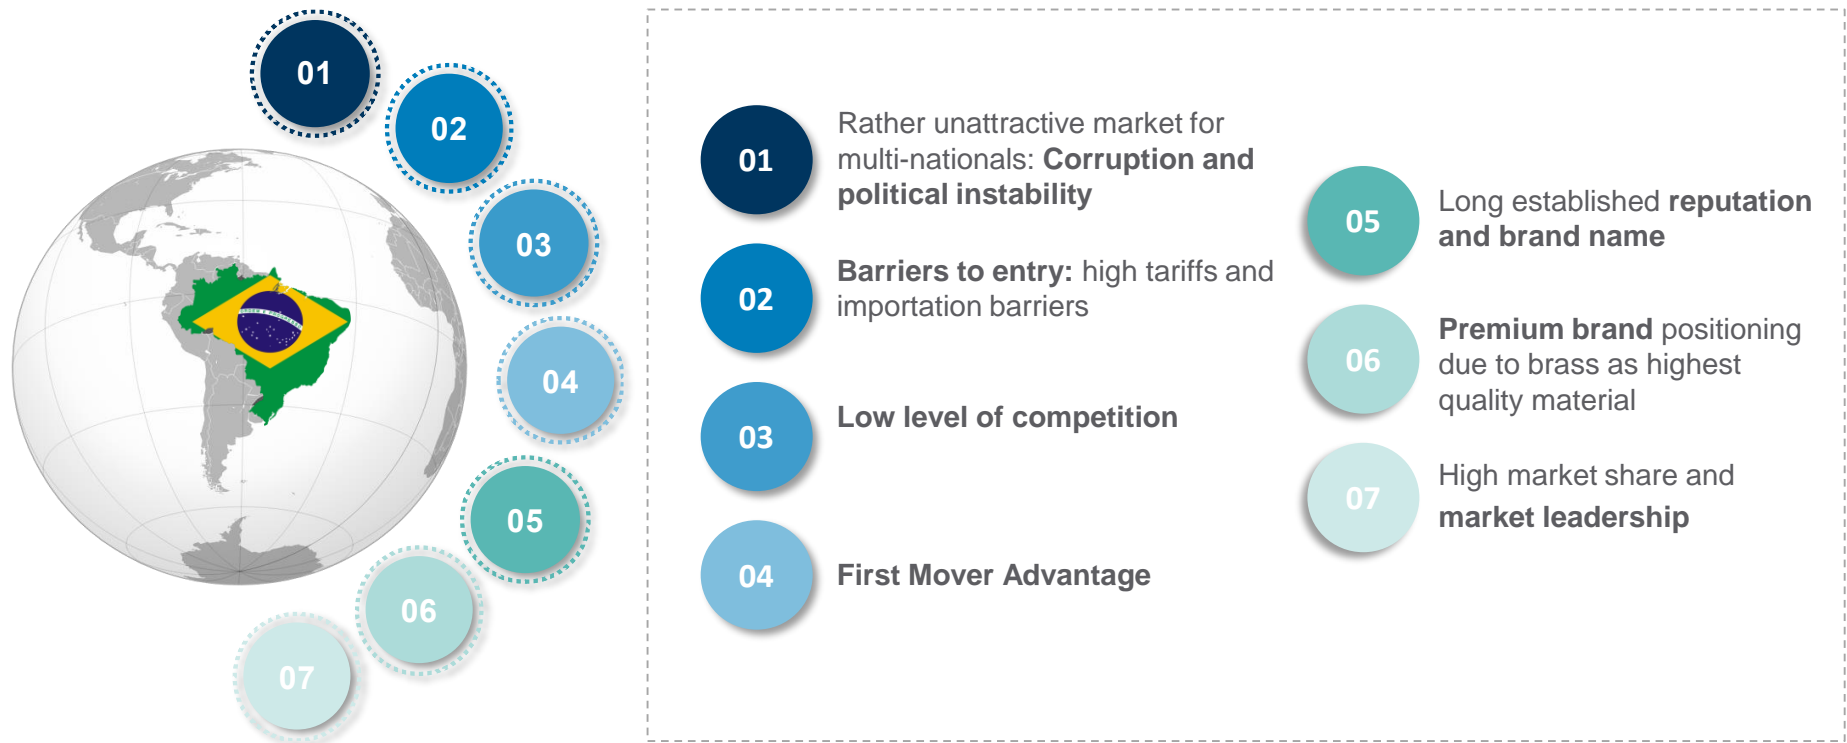 01
02
03
04
05
06
07
01
Rather unattractive market for
multi-nationals: Corruption and
political instability
02
Barriers to entry: high tariffs and
importation barriers
03
Low level of competition
04
First Mover Advantage
05
Long established reputation
and brand name
06
Premium brand positioning
due to brass as highest
quality material
07
High market share and
market leadership